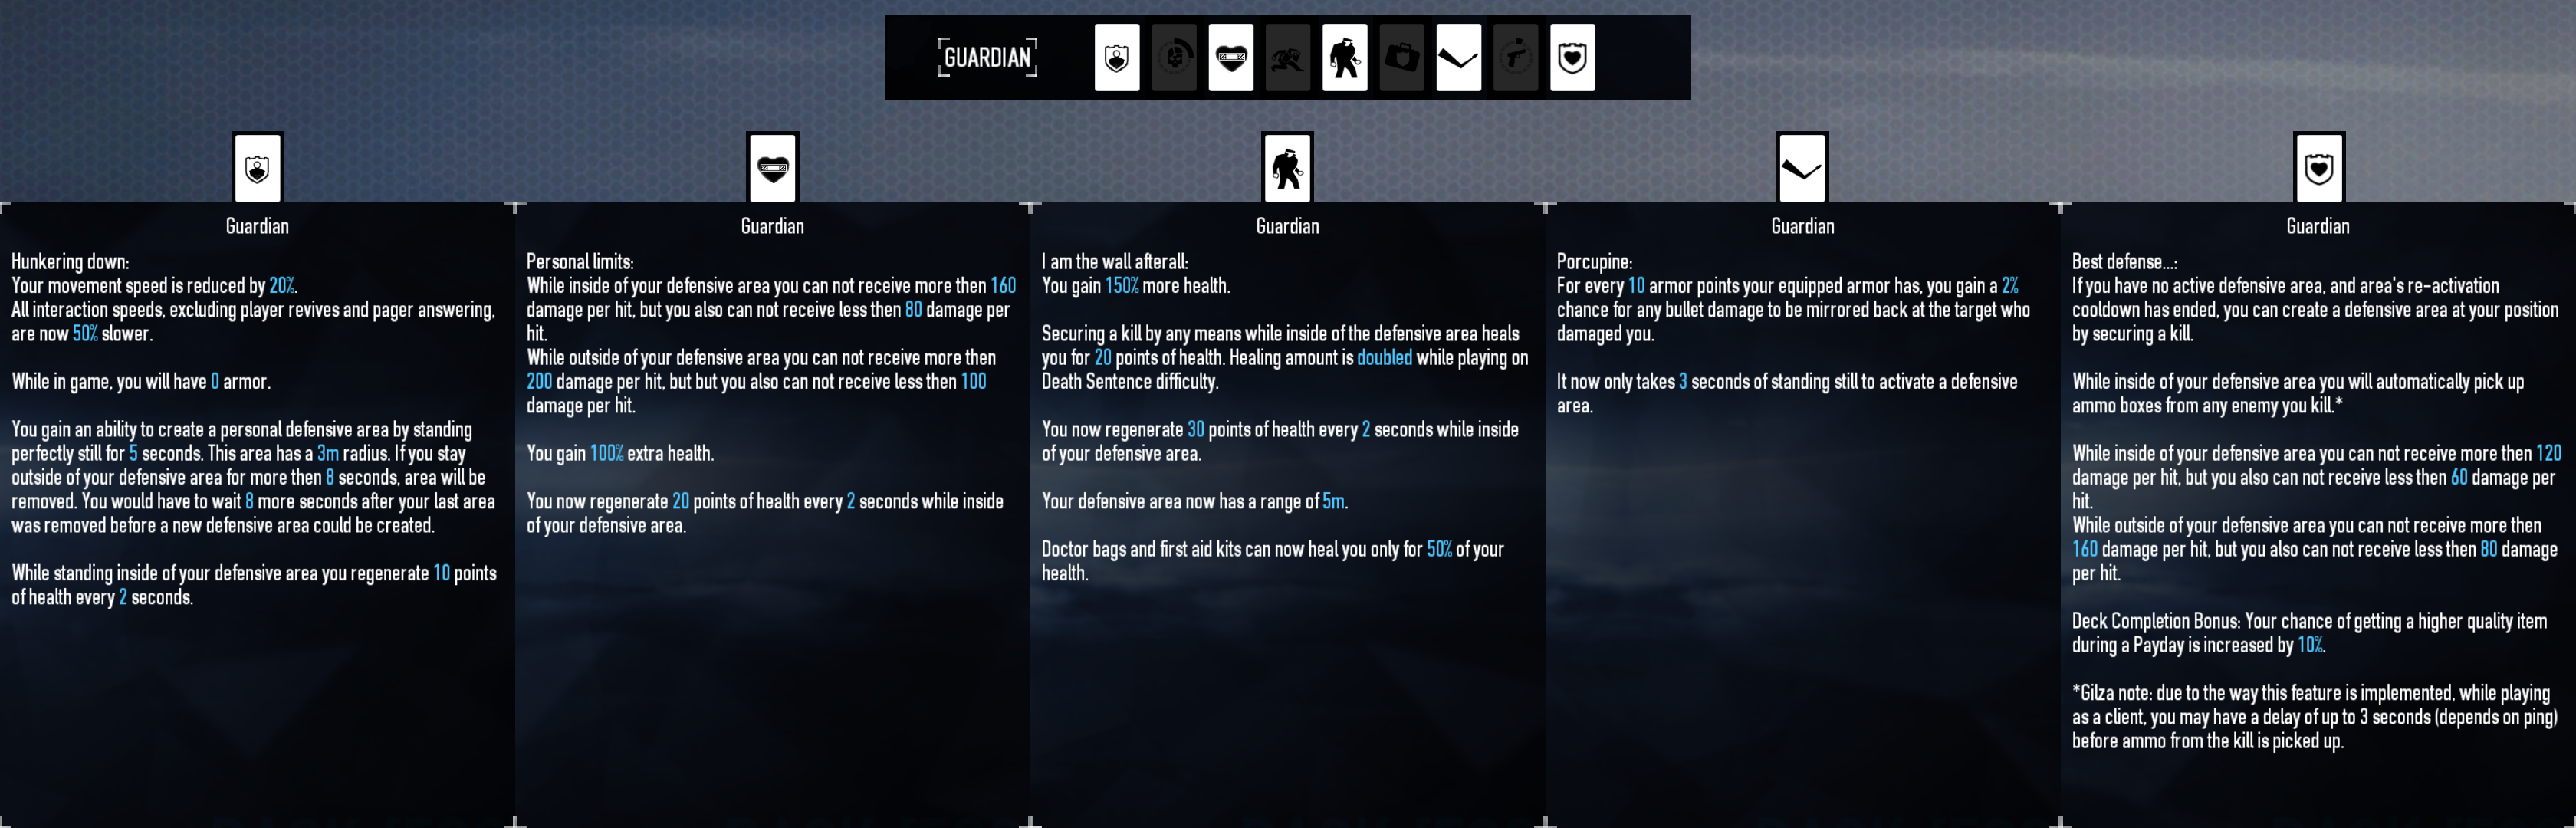 GUARDIAN
Guardian
Hunkering down:
Your movement speed is reduced by 20%.
All interaction speeds, excluding player revives and pager answering,
are now 50% slower.
While in game, you will have 0 armor.
You gain an ability to create a personal defensive area by standing
perfectly still for 5 seconds. This area has a 3m radius. If you stay
outside of your defensive area for more then 8 seconds, area will be
removed. You would have to wait 8 more seconds after your last area
was removed before a new defensive area could be created.
While standing inside of your defensive area you regenerate 10 points
of health every 2 seconds.
Guardian
Personal limits:
While inside of your defensive area you can not receive more then 160
damage per hit, but you also can not receive less then 80 damage per
hit.
While outside of your defensive area you can not receive more then
200 damage per hit, but but you also can not receive less then 100
damage per hit.
You gain 100% extra health.
You now regenerate 20 points of health every 2 seconds while inside
of your defensive area.
Guardian
I am the wall afterall:
You gain 150% more health.
Securing a kill by any means while inside of the defensive area heals
you for 20 points of health. Healing amount is doubled while playing on
Death Sentence difficulty.
You now regenerate 30 points of health every 2 seconds while inside
of your defensive area.
Your defensive area now has a range of 5m.
Doctor bags and first aid kits can now heal you only for 50% of your
health.
Guardian
Porcupine:
For every 10 armor points your equipped armor has, you gain a 2%
chance for any bullet damage to be mirrored back at the target who
damaged you.
It now only takes 3 seconds of standing still to activate a defensive
area.
Guardian
Best defense...:
If you have no active defensive area, and area's re-activation
cooldown has ended, you can create a defensive area at your position
by securing a kill.
While inside of your defensive area you will automatically pick up
ammo boxes from any enemy you kill.*
While inside of your defensive area you can not receive more then 120
damage per hit, but you also can not receive less then 60 damage per
hit.
While outside of your defensive area you can not receive more then
160 damage per hit, but you also can not receive less then 80 damage
per hit.
Deck Completion Bonus: Your chance of getting a higher quality item
during a Payday is increased by 10%.
*Gilza note: due to the way this feature is implemented, while playing
as a client, you may have a delay of up to 3 seconds (depends on ping)
before ammo from the kill is picked up.